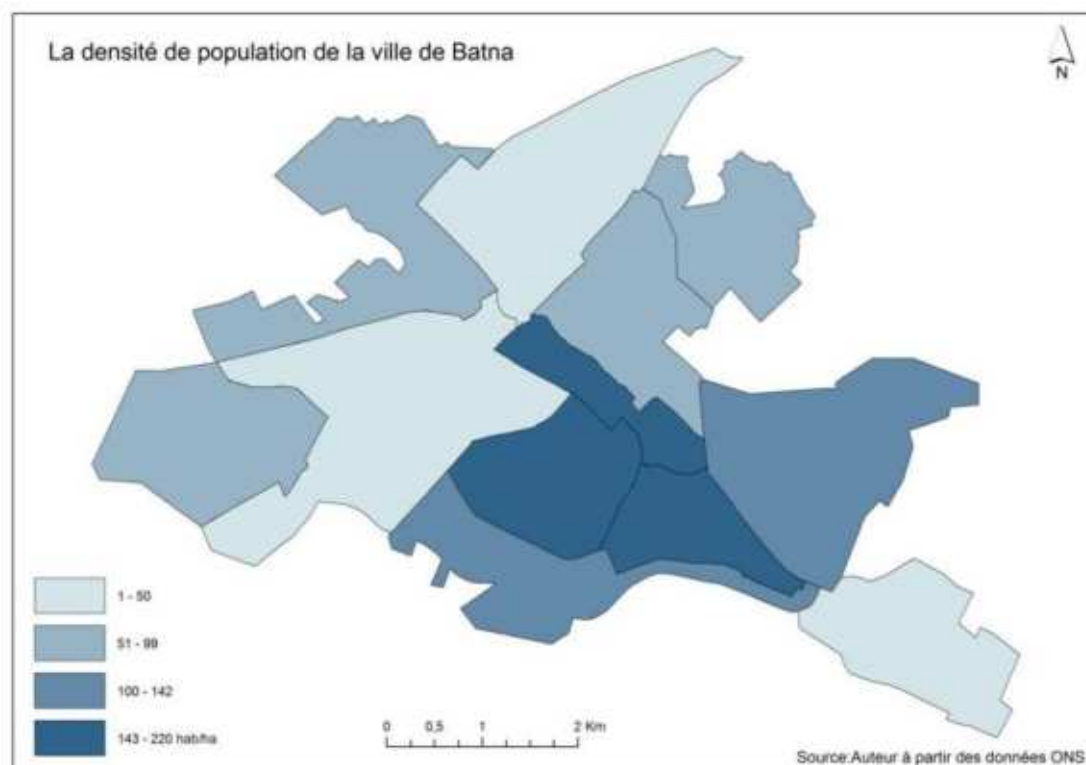 La densité de population de la ville de Batna
N
1 - 50
51 - 99
100 - 142
143 - 220 hab/ha
0 0,5 1 2 Km
Source:Auteur à partir des données ONS